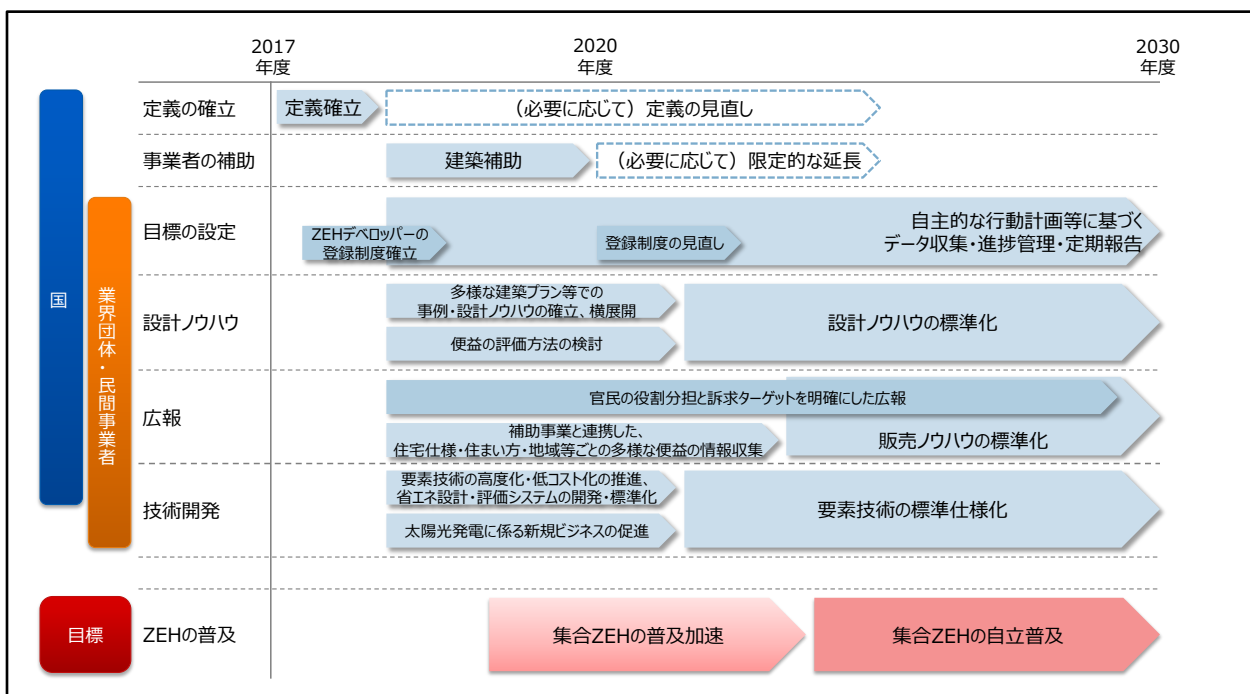 2017
年度
2020
年度
2030
年度
国
業界団体・民間事業者
定義の確立
定義確立
（必要に応じて）定義の見直し
事業者の補助
建築補助
（必要に応じて）限定的な延長
目標の設定
ZEHデベロッパーの
登録制度確立
登録制度の見直し
自主的な行動計画等に基づく
データ収集・進捗管理・定期報告
設計ノウハウ
多様な建築プラン等での
事例・設計ノウハウの確立、横展開
便益の評価方法の検討
設計ノウハウの標準化
広報
官民の役割分担と訴求ターゲットを明確にした広報
補助事業と連携した、
住宅仕様・住まい方・地域等ごとの多様な便益の情報収集
販売ノウハウの標準化
技術開発
要素技術の高度化・低コスト化の推進、
省エネ設計・評価システムの開発・標準化
太陽光発電に係る新規ビジネスの促進
要素技術の標準仕様化
目標
ZEHの普及
集合ZEHの普及加速
集合ZEHの自立普及